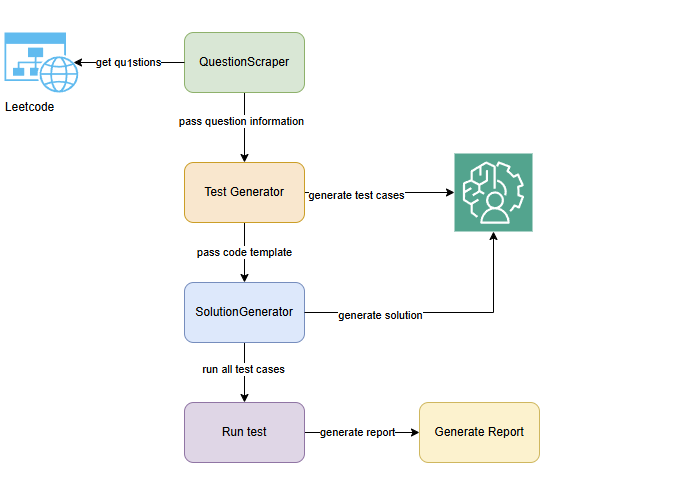 get qu1stions
QuestionScraper
Leetcode
pass question information
Test Generator
generate test cases
pass code template
SolutionGenerator
generate solution
run all test cases
Run test
generate report
Generate Report